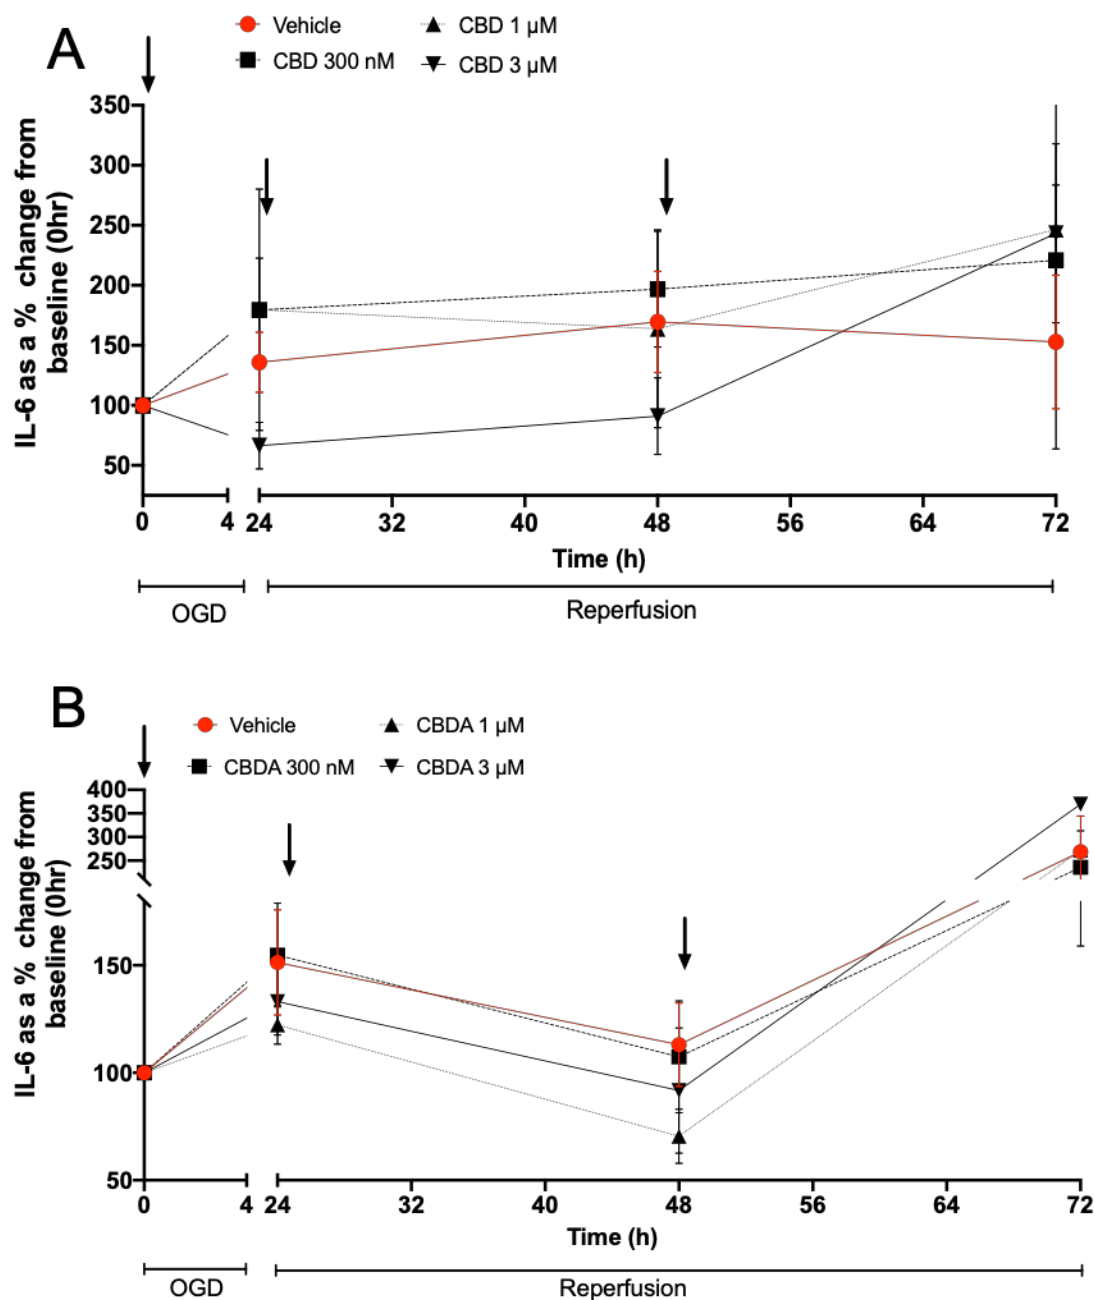 A
Vehicle
CBD 1 µM
CBD 300 nM
CBD 3 µM
IL-6 as a % change from
baseline (0hr)
350
300
250
200
150
100
50
0 4 24 32 40 48 56 64 72
Time (h)
OGD
Reperfusion
B
Vehicle
CBDA 1 µM
CBDA 300 nM
CBDA 3 µM
IL-6 as a % change from
baseline (0hr)
400
350
300
250
150
100
50
0 4 24 32 40 48 56 64 72
Time (h)
OGD
Reperfusion